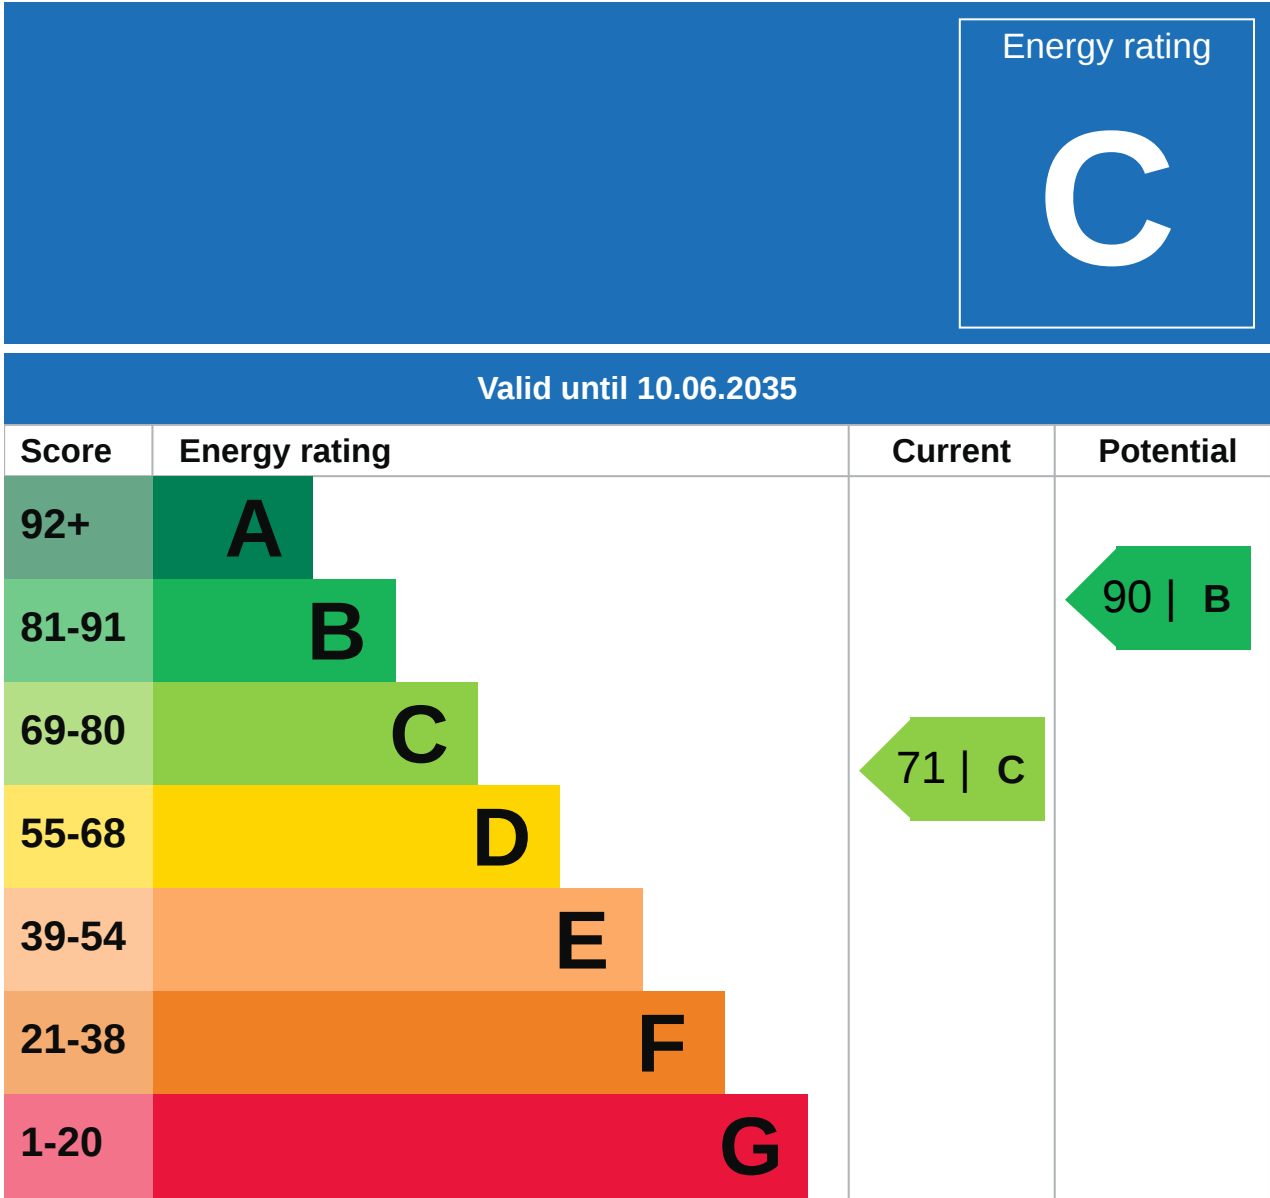 Energy rating
C
Valid until 10.06.2035
Score Energy rating Current Potential
92+ A
81-91 B 90 | B
69-80 C 71 | C
55-68 D
39-54 E
21-38 F
1-20 G